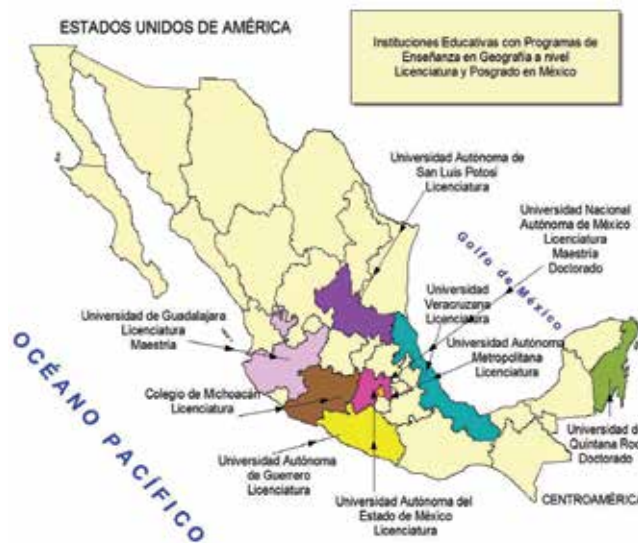 ESTADOS UNIDOS DE AMÉRICA
Instituciones Educativas con Programas de
Enseñanza en Geografía a nivel
Licenciatura y Posgrado en México
Universidad Autónoma de
San Luis Potosí
Licenciatura
Universidad Nacional
Autónoma de México
Licenciatura
Maestría
Doctorado
Golfo de México
Universidad
Veracruzana
Licenciatura
Universidad de Guadalajara
Licenciatura
Maestría
Universidad Autónoma
Metropolitana
Licenciatura
Colegio de Michoacán
Licenciatura
Universidad Autónoma
de Guerrero
Licenciatura
Universidad Autónoma del
Estado de México
Licenciatura
Universidad d
Quintana Roo
Doctorado
CENTROAMÉRICA
OCÉANO PACÍFICO